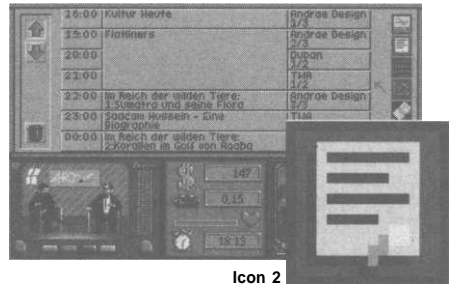 18:00 Kultur Heute Andrae Design
3/3
19:00 Flatliners Andrae Design
2/3
20:00 Duban
1/2
21:00 TWA
1/2
22:00 Im Reich der wilden Tiere: Andrae Design
1:Sumatra und seine Flora 3/3
23:00 Saddam Hussein - Eine TWA
Biographie
00:00 Im Reich der wilden Tiere:
2:Korallen im Golf von Aqaba
147
0,15
18:13
Icon 2